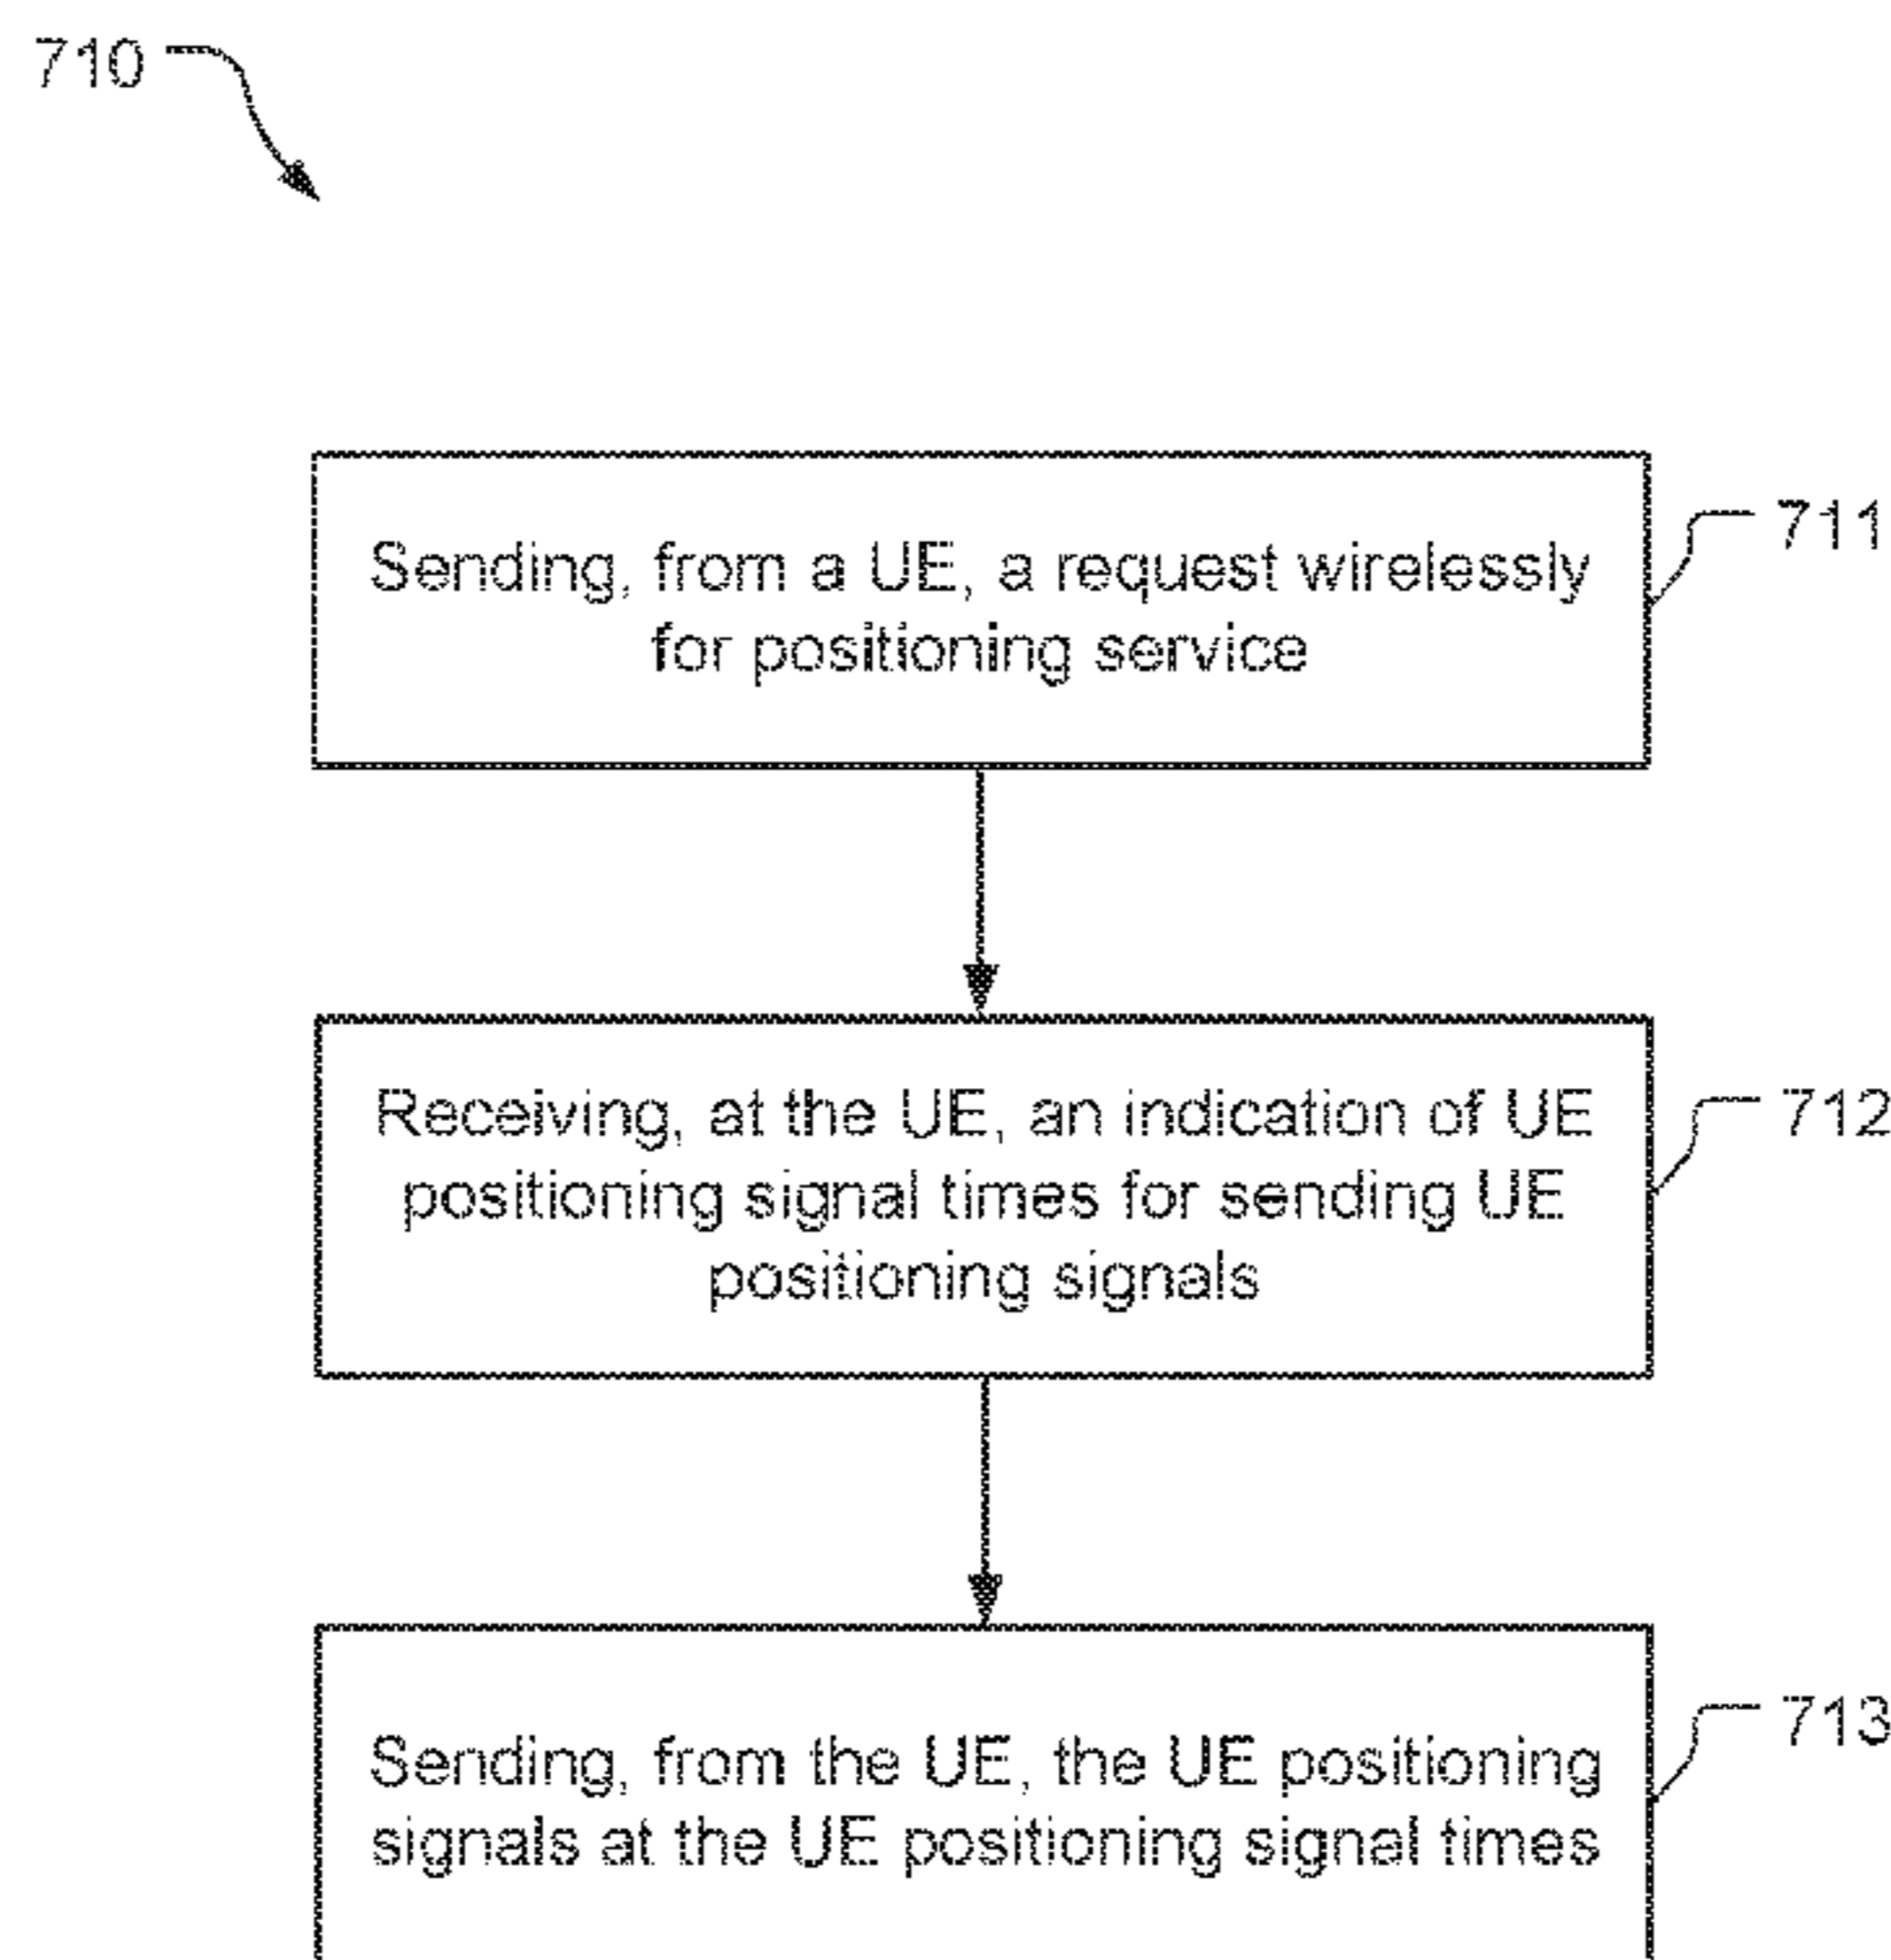 710
Sending, from a UE, a request wirelessly
for positioning service
711
Receiving, at the UE, an indication of UE
positioning signal times for sending UE
positioning signals
712
Sending, from the UE, the UE positioning
signals at the UE positioning signal times
713